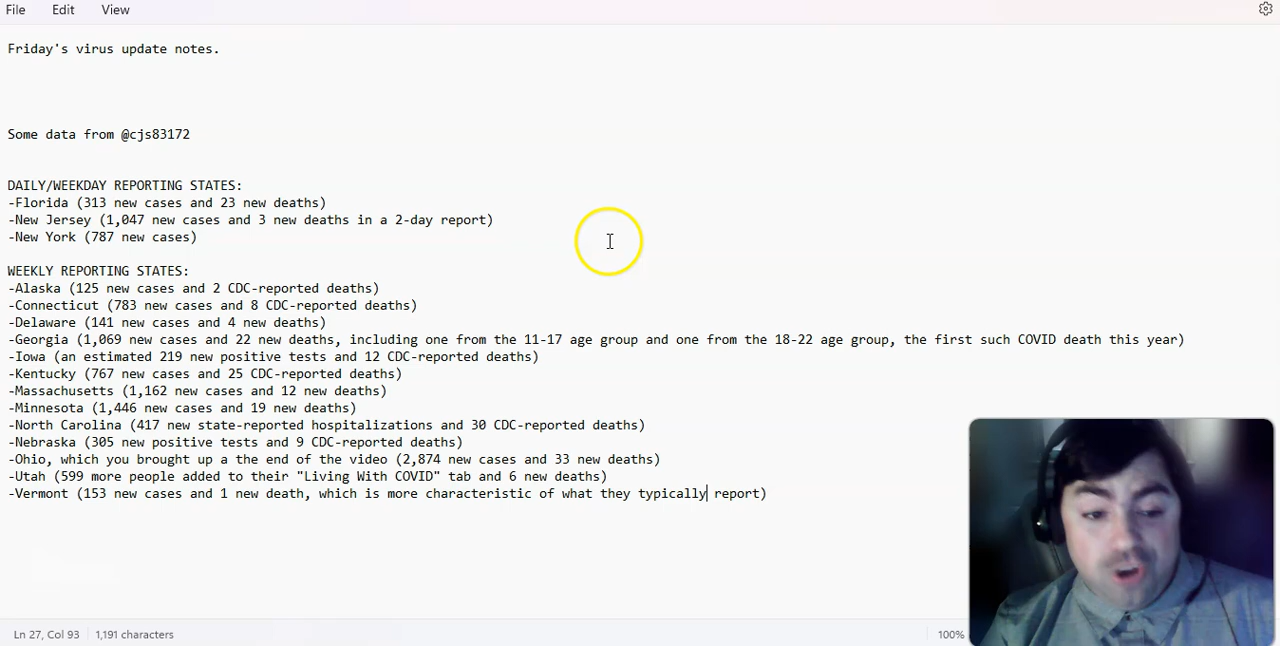 File Edit View
Friday's virus update notes.
Some data from @cjs83172
DAILY/WEEKDAY REPORTING STATES:
-Florida (313 new cases and 23 new deaths)
-New Jersey (1,047 new cases and 3 new deaths in a 2-day report)
-New York (787 new cases)
WEEKLY REPORTING STATES:
-Alaska (125 new cases and 2 CDC-reported deaths)
-Connecticut (783 new cases and 8 CDC-reported deaths)
-Delaware (141 new cases and 4 new deaths)
-Georgia (1,069 new cases and 22 new deaths, including one from the 11-17 age group and one from the 18-22 age group, the first such COVID death this year)
-Iowa (an estimated 219 new positive tests and 12 CDC-reported deaths)
-Kentucky (767 new cases and 25 CDC-reported deaths)
-Massachusetts (1,162 new cases and 12 new deaths)
-Minnesota (1,446 new cases and 19 new deaths)
-North Carolina (417 new state-reported hospitalizations and 30 CDC-reported deaths)
-Nebraska (305 new positive tests and 9 CDC-reported deaths)
-Ohio, which you brought up a the end of the video (2,874 new cases and 33 new deaths)
-Utah (599 more people added to their "Living With COVID" tab and 6 new deaths)
-Vermont (153 new cases and 1 new death, which is more characteristic of what they typically report)
Ln 27, Col 93 1,191 characters 100%